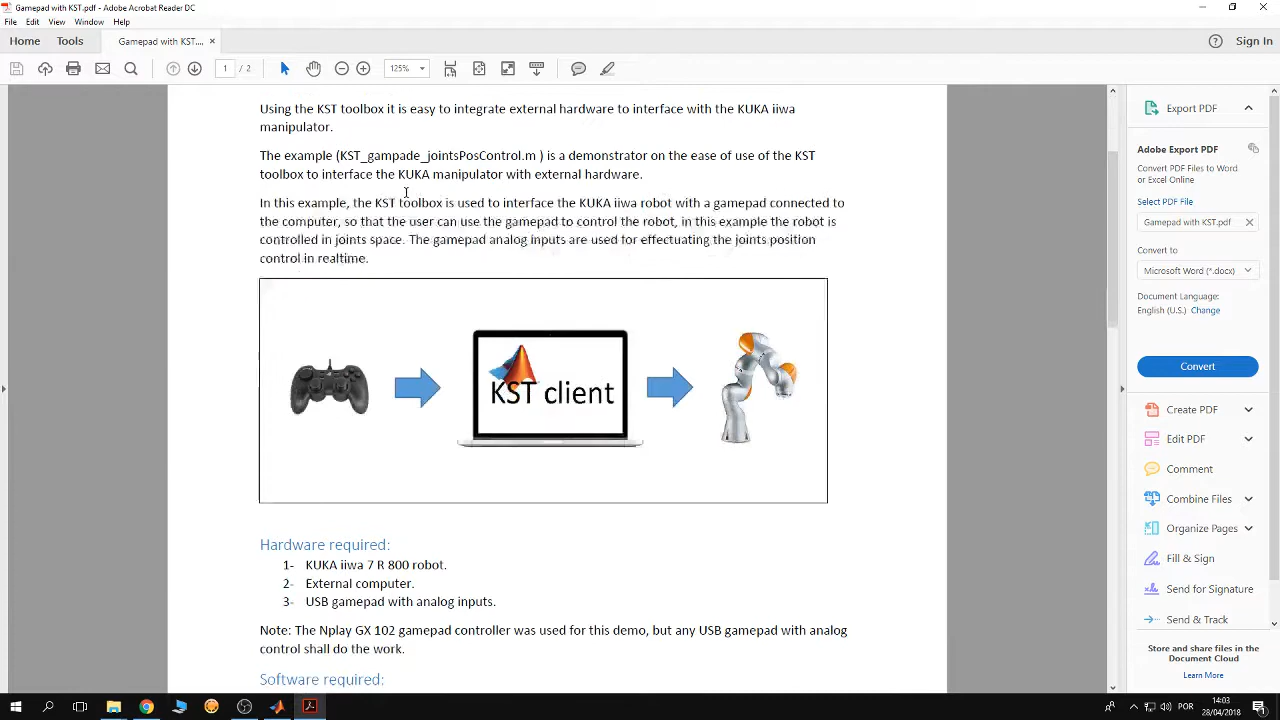 Gamepad with KST.pdf - Adobe Acrobat Reader DC
File Edit View Window Help
Home Tools Gamepad with KST.... × Sign In
1 / 2 125%
Using the KST toolbox it is easy to integrate external hardware to interface with the KUKA iiwa
manipulator.
The example (KST_gampade_jointsPosControl.m ) is a demonstrator on the ease of use of the KST
toolbox to interface the KUKA manipulator with external hardware.
In this example, the KST toolbox is used to interface the KUKA iiwa robot with a gamepad connected to
the computer, so that the user can use the gamepad to control the robot, in this example the robot is
controlled in joints space. The gamepad analog inputs are used for effectuating the joints position
control in realtime.
KST client
Hardware required:
1- KUKA iiwa 7 R 800 robot.
2- External computer.
3- USB gamepad with analog inputs.
Note: The Nplay GX 102 gamepad controller was used for this demo, but any USB gamepad with analog
control shall do the work.
Software required:
Export PDF
Adobe Export PDF
Convert PDF Files to Word
or Excel Online
Select PDF File
Gamepad with KST.pdf
Convert to
Microsoft Word (*.docx)
Document Language:
English (U.S.) Change
Convert
Create PDF
Edit PDF
Comment
Combine Files
Organize Pages
Fill & Sign
Send for Signature
Send & Track
Store and share files in the
Document Cloud
Learn More
POR
14:03
28/04/2018